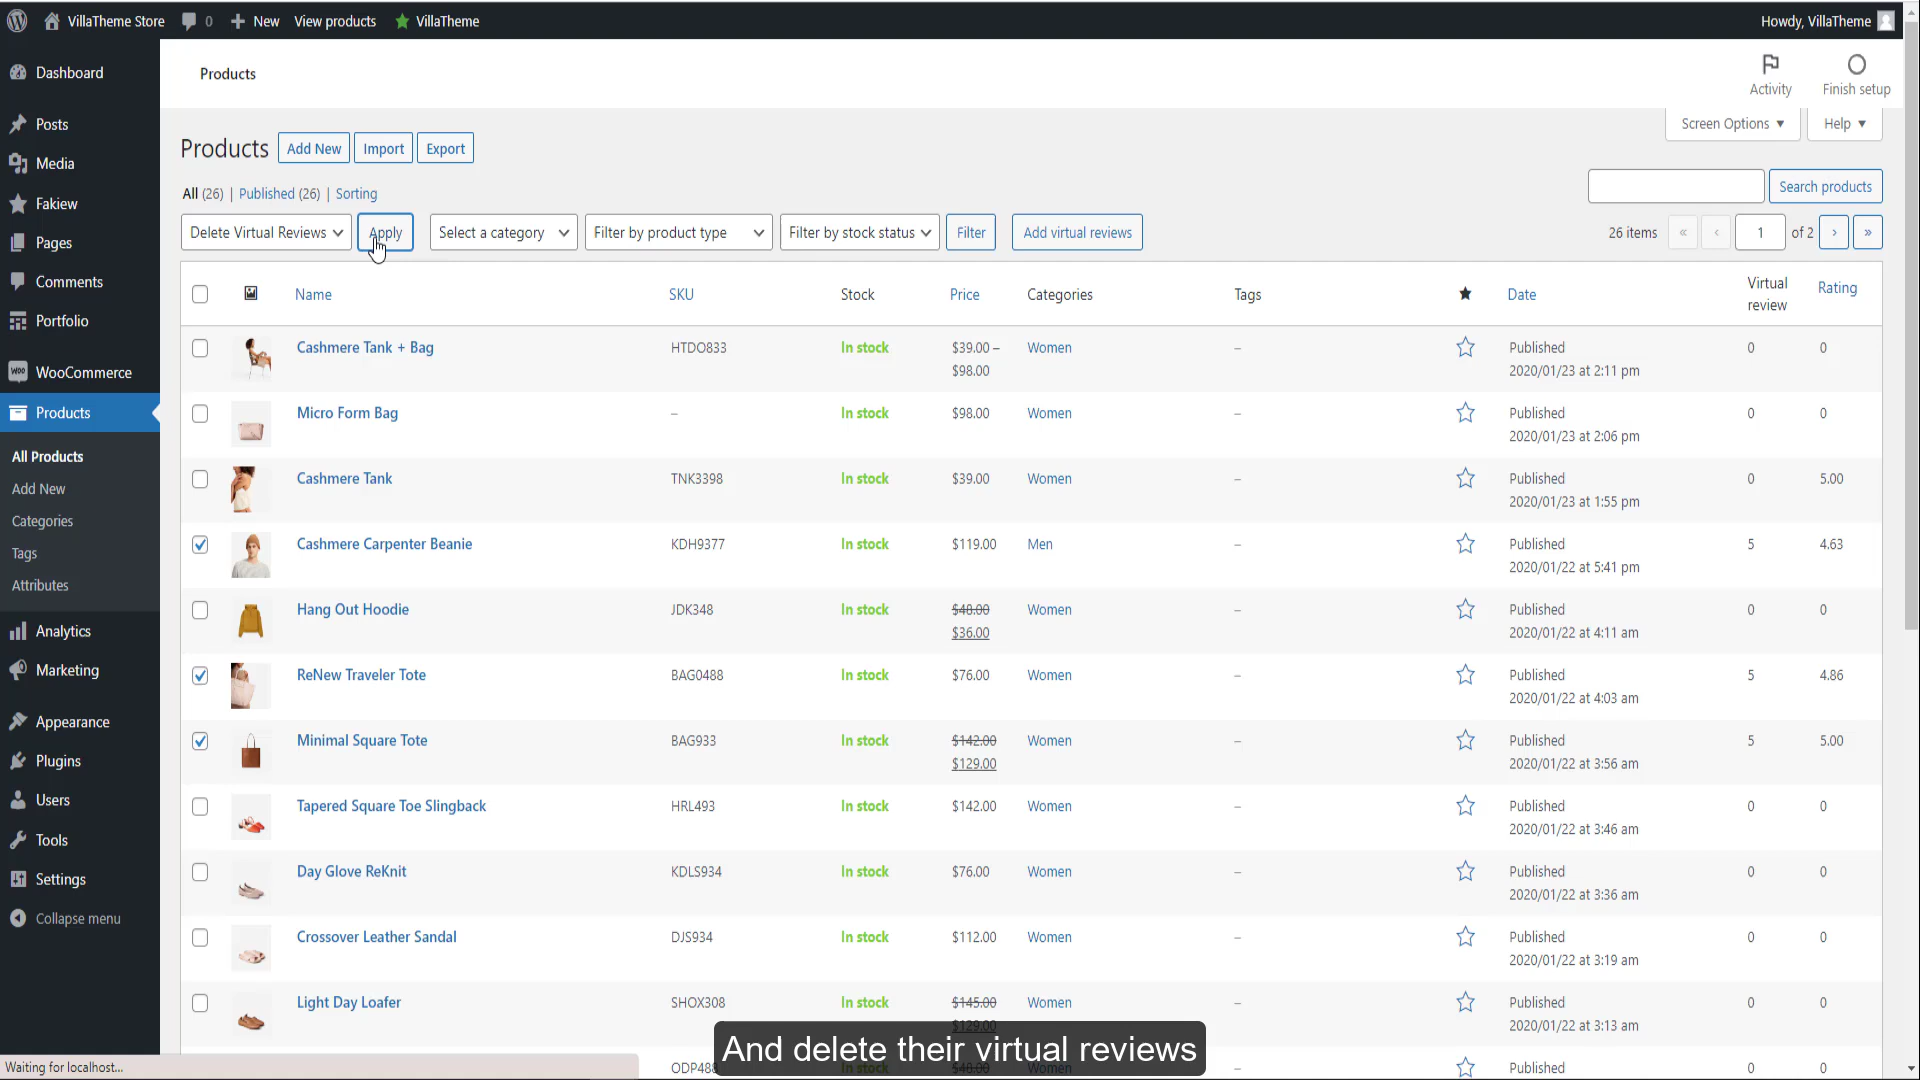 VillaTheme Store 0 New View products VillaTheme Howdy, VillaTheme
Dashboard
Posts
Media
Fakiew
Pages
Comments
Portfolio
WooCommerce
Products
All Products
Add New
Categories
Tags
Attributes
Analytics
Marketing
Appearance
Plugins
Users
Tools
Settings
Collapse menu
Products
Activity
Finish setup
Screen Options ▼ Help ▼
Products Add New Import Export
All (26) | Published (26) | Sorting
Search products
Delete Virtual Reviews Apply Select a category Filter by product type Filter by stock status Filter Add virtual reviews 26 items « ‹ 1 of 2 › »
Name SKU Stock Price Categories Tags Date Virtual review Rating
Cashmere Tank + Bag HTDO833 In stock $39.00 – Women – Published 0 0
$98.00 2020/01/23 at 2:11 pm
Micro Form Bag – In stock $98.00 Women – Published 0 0
2020/01/23 at 2:06 pm
Cashmere Tank TNK3398 In stock $39.00 Women – Published 0 5.00
2020/01/23 at 1:55 pm
Cashmere Carpenter Beanie KDH9377 In stock $119.00 Men – Published 5 4.63
2020/01/22 at 5:41 pm
Hang Out Hoodie JDK348 In stock $48.00 Women – Published 0 0
$36.00 2020/01/22 at 4:11 am
ReNew Traveler Tote BAG0488 In stock $76.00 Women – Published 5 4.86
2020/01/22 at 4:03 am
Minimal Square Tote BAG933 In stock $142.00 Women – Published 5 5.00
$129.00 2020/01/22 at 3:56 am
Tapered Square Toe Slingback HRL493 In stock $142.00 Women – Published 0 0
2020/01/22 at 3:46 am
Day Glove ReKnit KDLS934 In stock $76.00 Women – Published 0 0
2020/01/22 at 3:36 am
Crossover Leather Sandal DJS934 In stock $112.00 Women – Published 0 0
2020/01/22 at 3:19 am
Light Day Loafer SHOX308 In stock $145.00 Women – Published 0 0
$129.00 2020/01/22 at 3:13 am
And delete their virtual reviews
Published 0 0
Waiting for localhost...